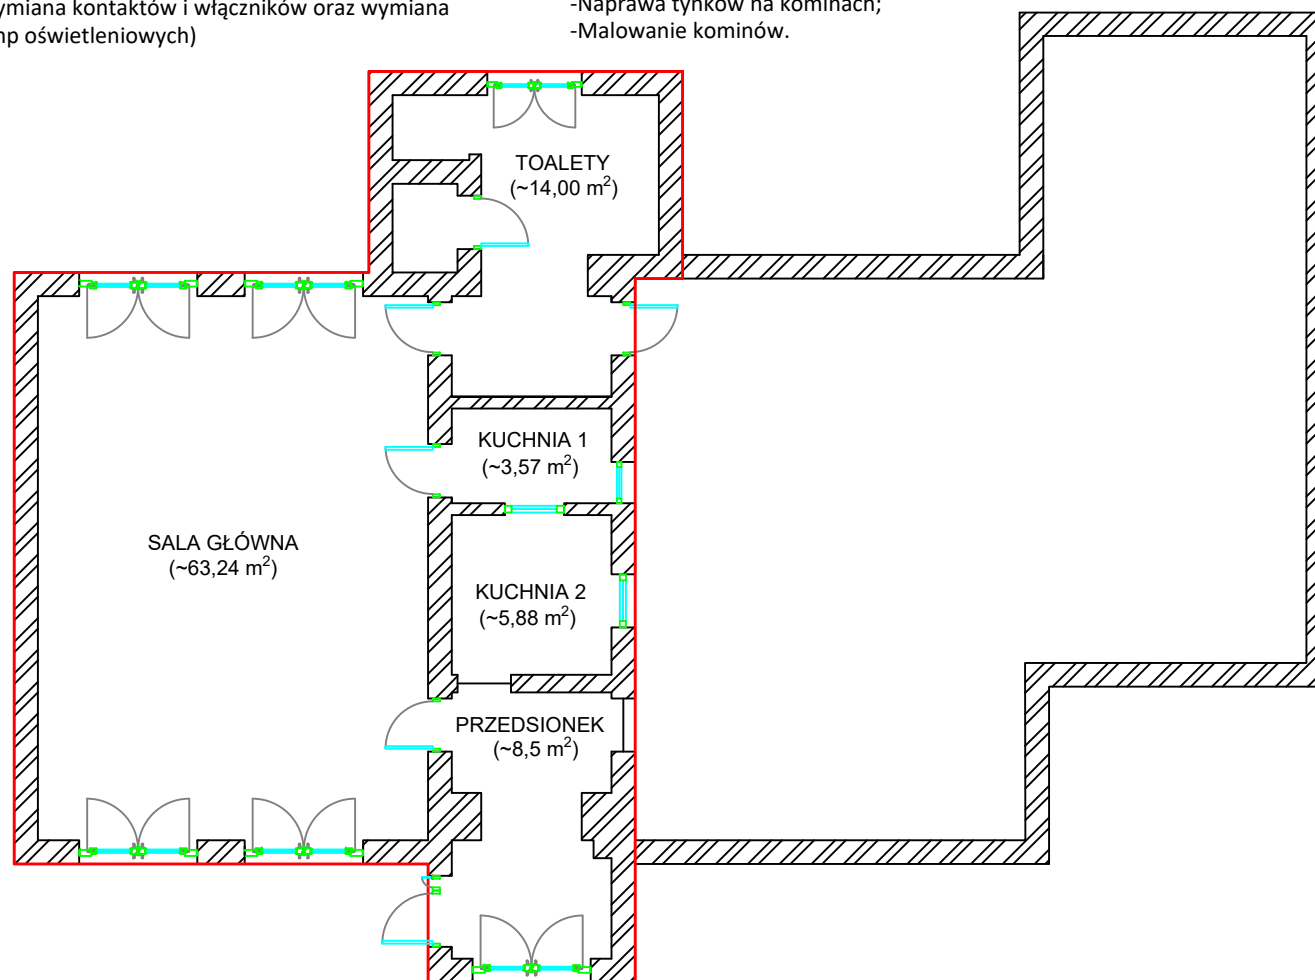 ymiana kontaktów i włączników oraz wymiana
np oświetleniowych)
-Naprawa tynków na kominach;
-Malowanie kominów.
TOALETY
(~14,00 m²)
KUCHNIA 1
(~3,57 m²)
SALA GŁÓWNA
(~63,24 m²)
KUCHNIA 2
(~5,88 m²)
PRZEDSIONEK
(~8,5 m²)